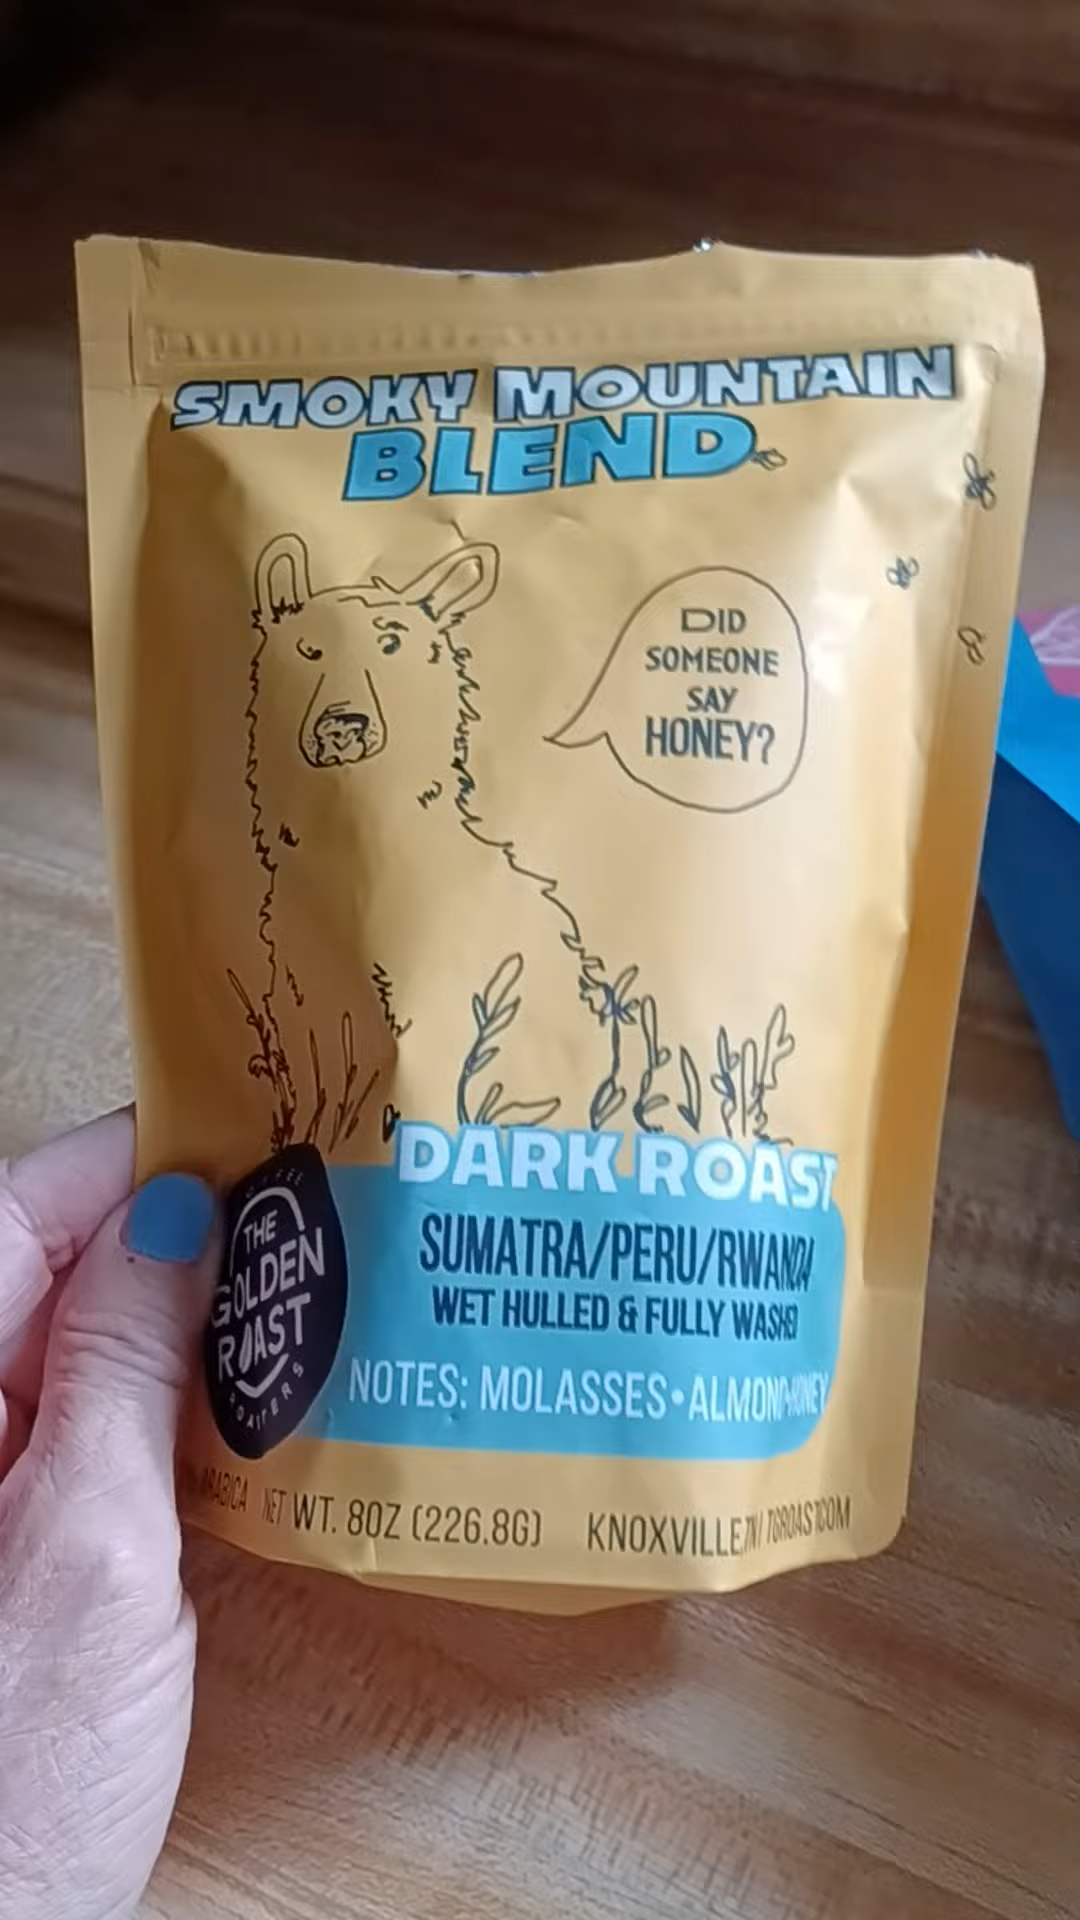 SMOKY MOUNTAIN
BLEND
DID
SOMEONE
SAY
HONEY?
DARK ROAST
SUMATRA/PERU/RWANDA
WET HULLED & FULLY WASHED
NOTES: MOLASSES•ALMOND•HONEY
COFFEE
THE
GOLDEN
ROAST
ROASTERS
ARABICA NET WT. 8OZ (226.8G) KNOXVILLE, TN / TGROAST.COM